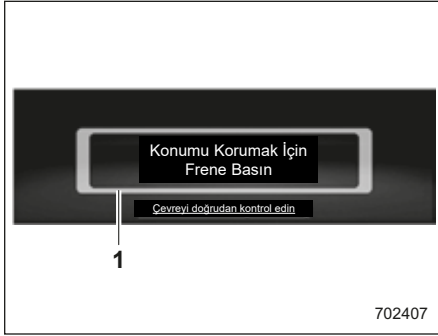 Konumu Korumak İçin
Frene Basın
Çevreyi doğrudan kontrol edin
1
702407